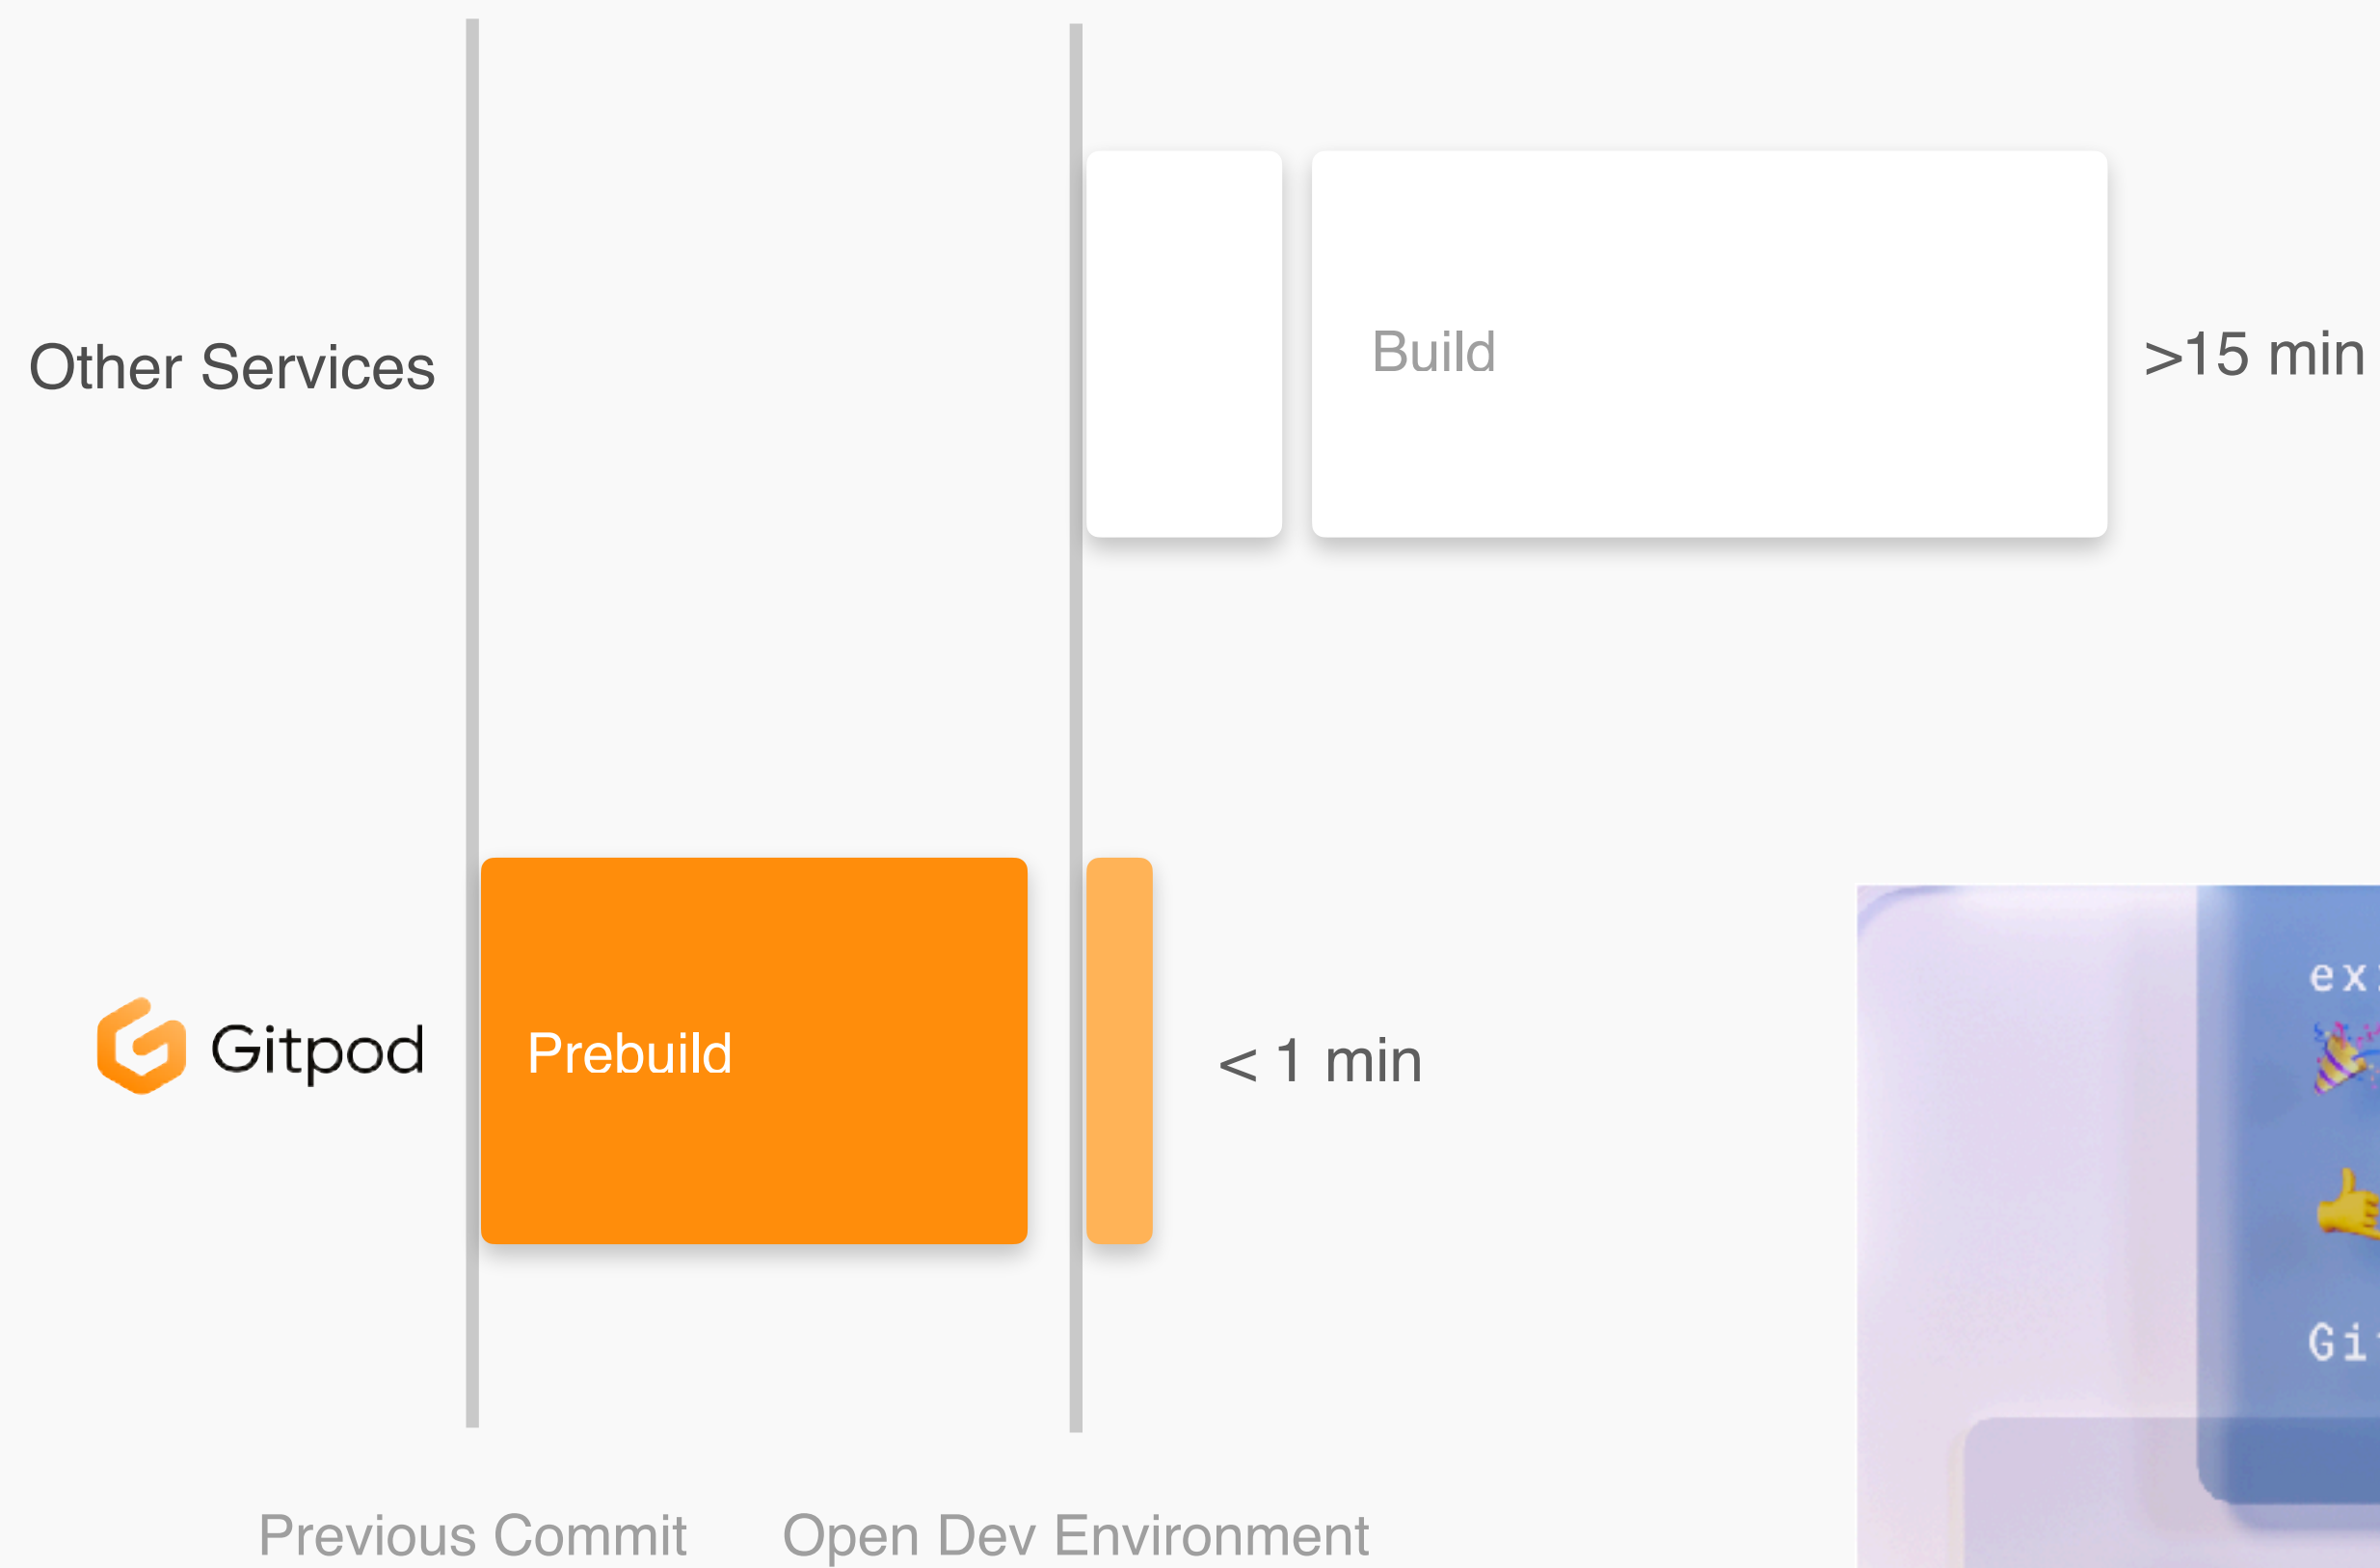 Other Services
Build
>15 min
Gitpod
Prebuild
< 1 min
Previous Commit
Open Dev Environment